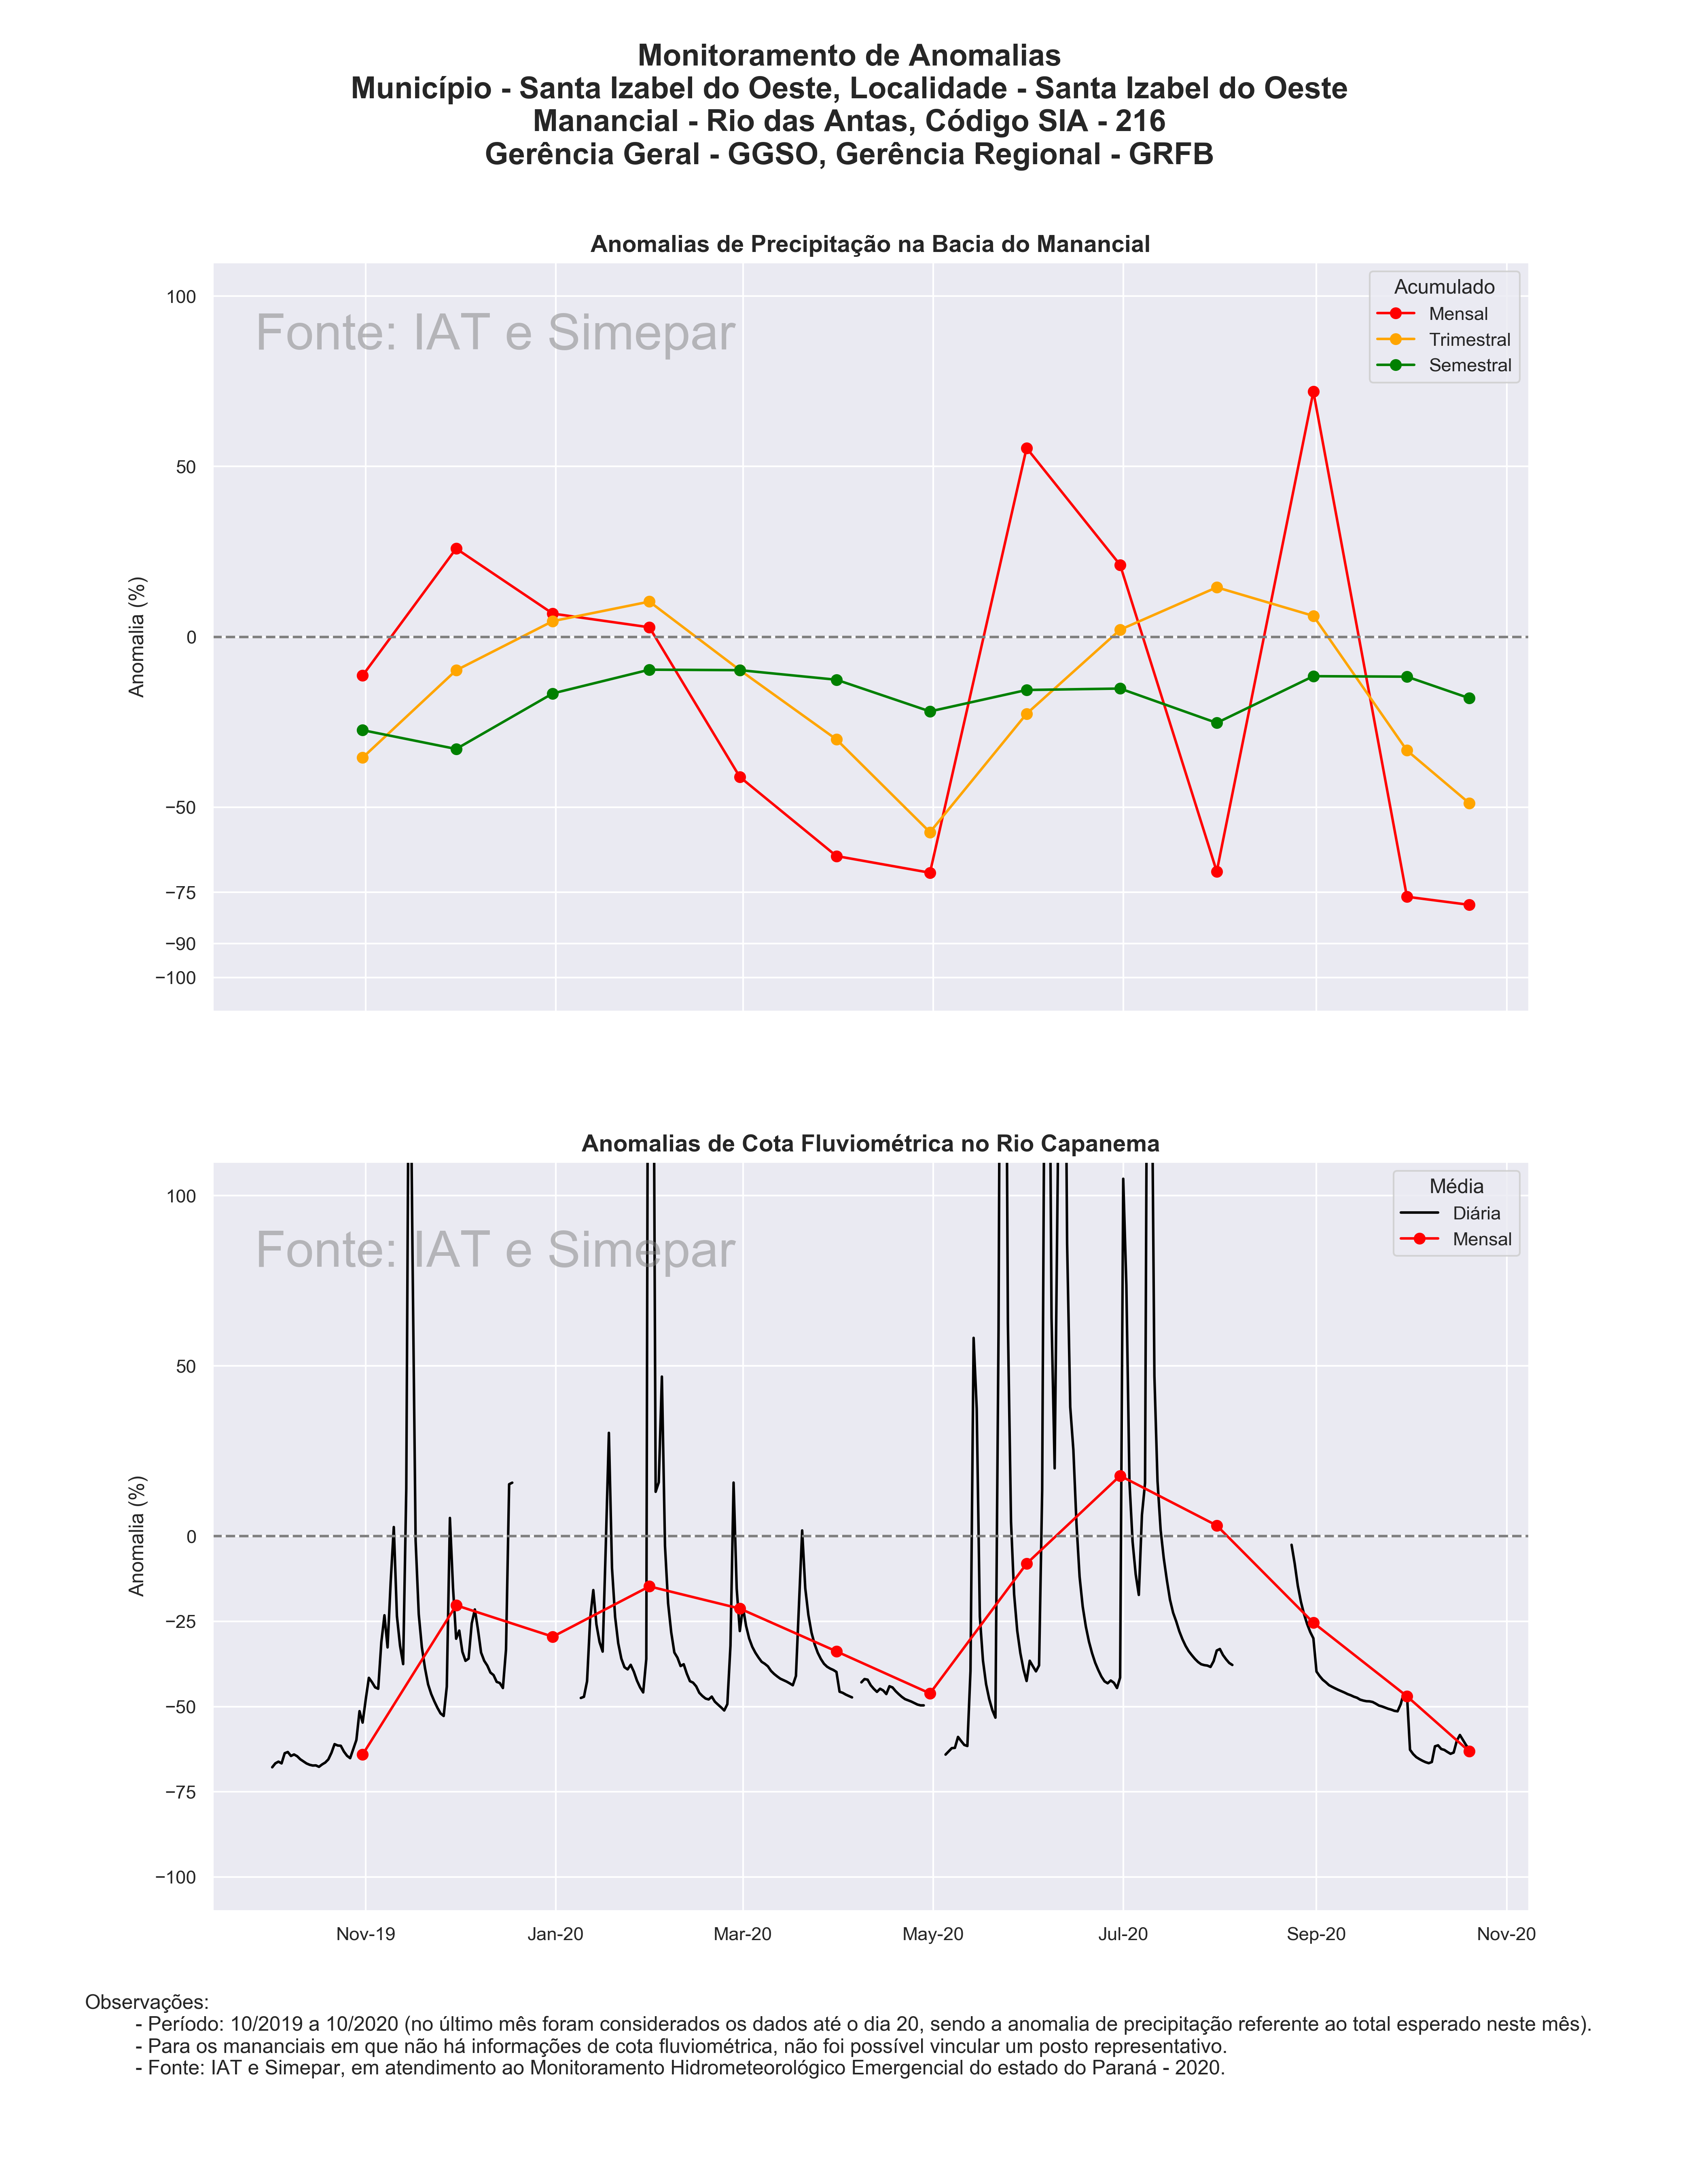 Monitoramento de Anomalias
Município - Santa Izabel do Oeste, Localidade - Santa Izabel do Oeste
Manancial - Rio das Antas, Código SIA - 216
Gerência Geral - GGSO, Gerência Regional - GRFB
Anomalias de Precipitação na Bacia do Manancial
Fonte: IAT e Simepar
Acumulado
Mensal
Trimestral
Semestral
Anomalia (%)
100
50
0
−50
−75
−90
−100
Anomalias de Cota Fluviométrica no Rio Capanema
Fonte: IAT e Simepar
Média
Diária
Mensal
Anomalia (%)
100
50
0
−25
−50
−75
−100
Nov-19 Jan-20 Mar-20 May-20 Jul-20 Sep-20 Nov-20
Observações:
- Período: 10/2019 a 10/2020 (no último mês foram considerados os dados até o dia 20, sendo a anomalia de precipitação referente ao total esperado neste mês).
- Para os mananciais em que não há informações de cota fluviométrica, não foi possível vincular um posto representativo.
- Fonte: IAT e Simepar, em atendimento ao Monitoramento Hidrometeorológico Emergencial do estado do Paraná - 2020.